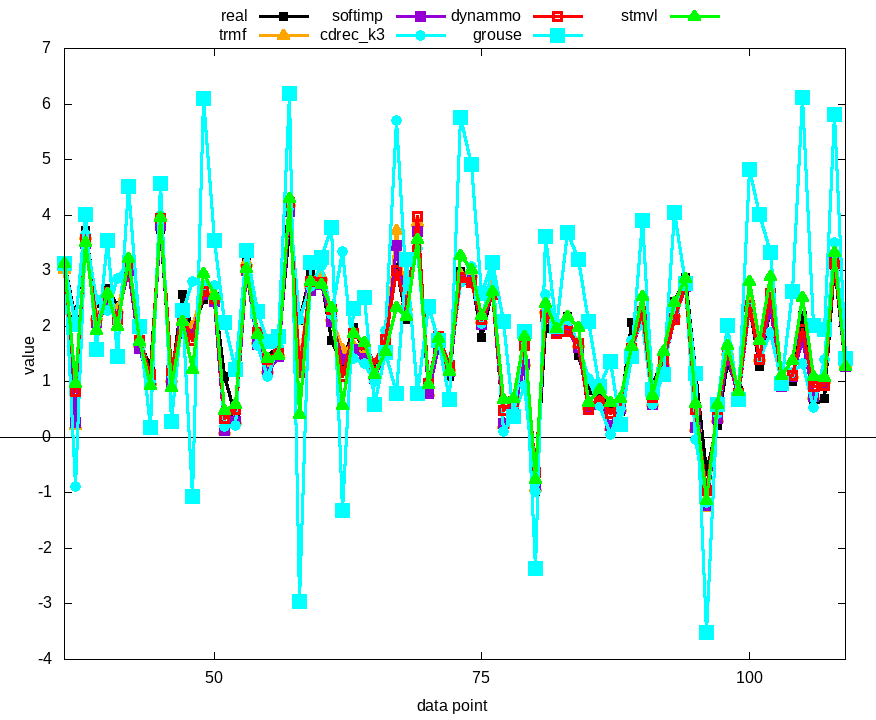 real softimp dynammo stmvl
trmf cdrec_k3 grouse
7
6
5
4
3
2
1
0
-1
-2
-3
-4
value
50 75 100
data point